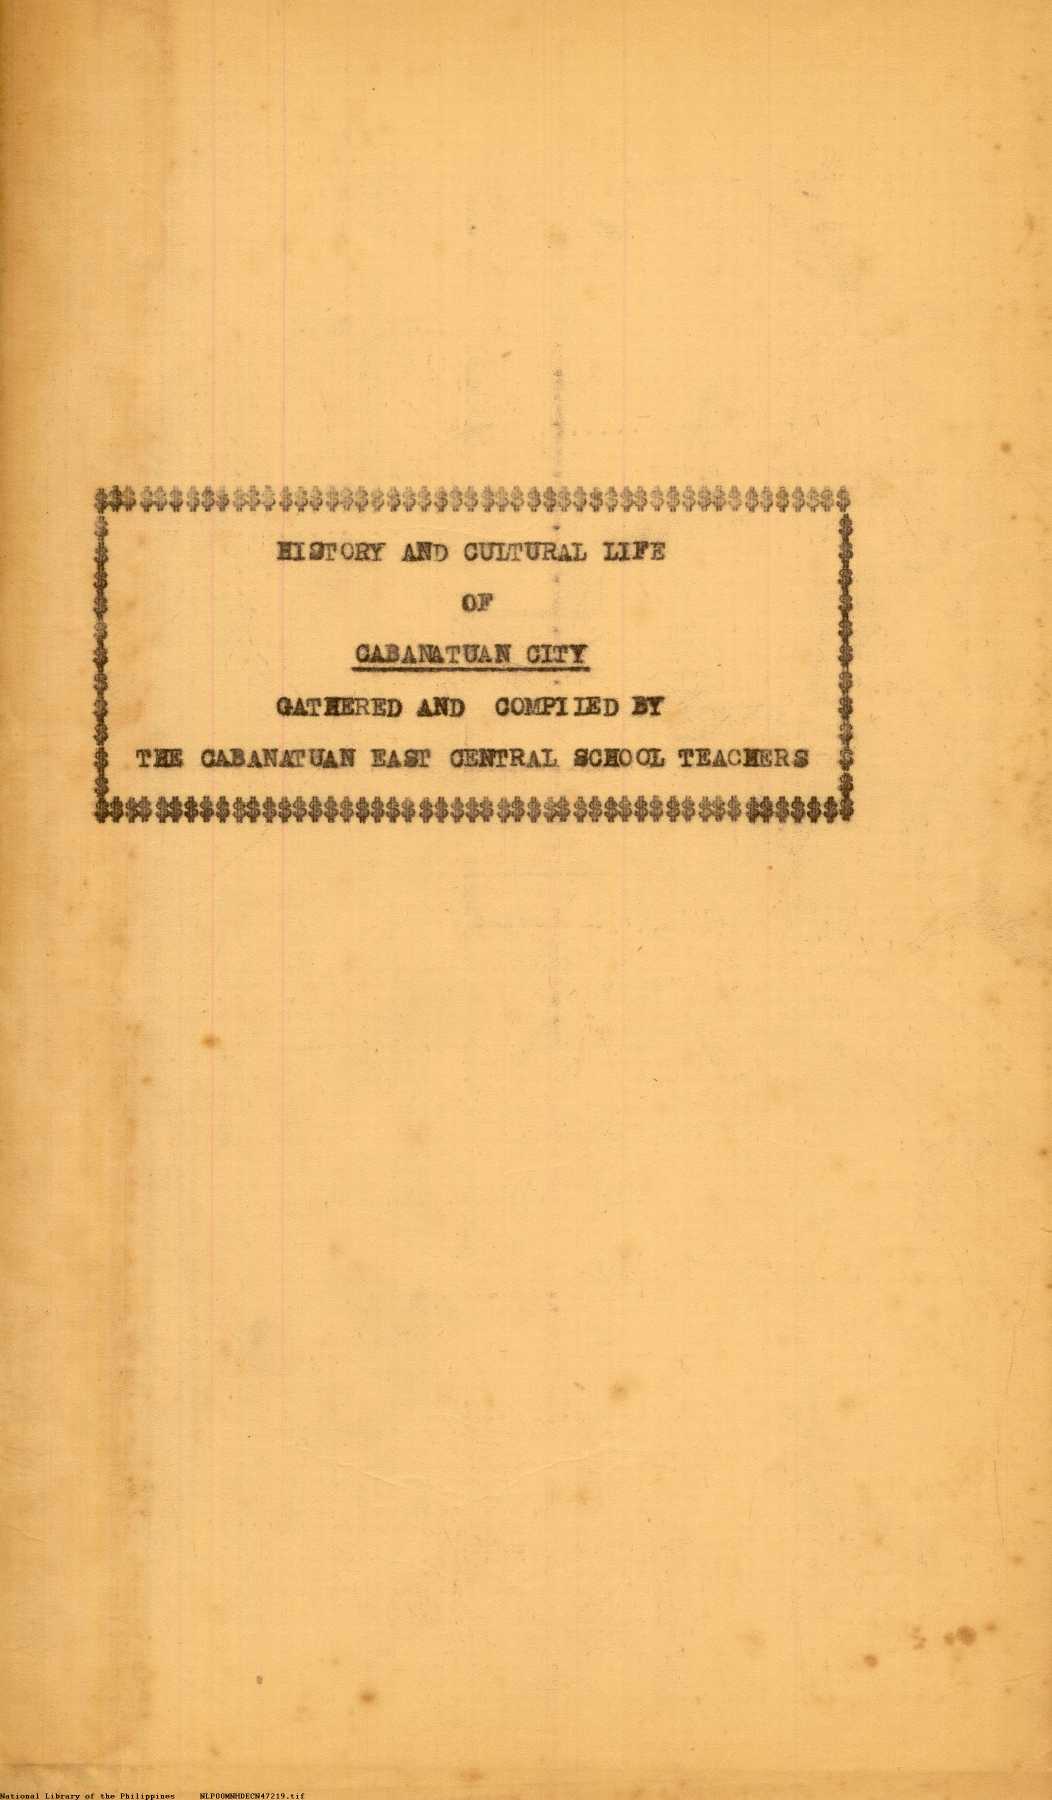 $$$$$$$$$$$$$$$$$$$$$$$$$$$$$$$$$$$$$$$$$$$$$$$$$
HISTORY AND CULTURAL LIFE
OF
CABANATUAN CITY
GATHERED AND COMPILED BY
THE CABANATUAN EAST CENTRAL SCHOOL TEACHERS
$$$$$$$$$$$$$$$$$$$$$$$$$$$$$$$$$$$$$$$$$$$$$$$$$
National Library of the Philippines NLPOOMNHDECN47219.tif